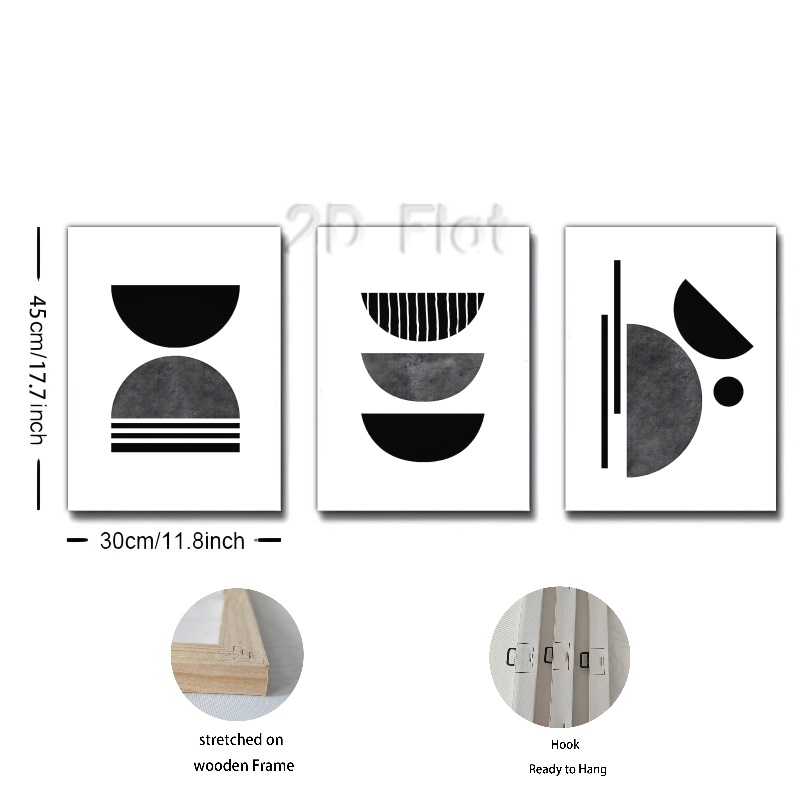 2D Flat
45cm/17.7inch
30cm/11.8inch
stretched on
wooden Frame
Hook
Ready to Hang